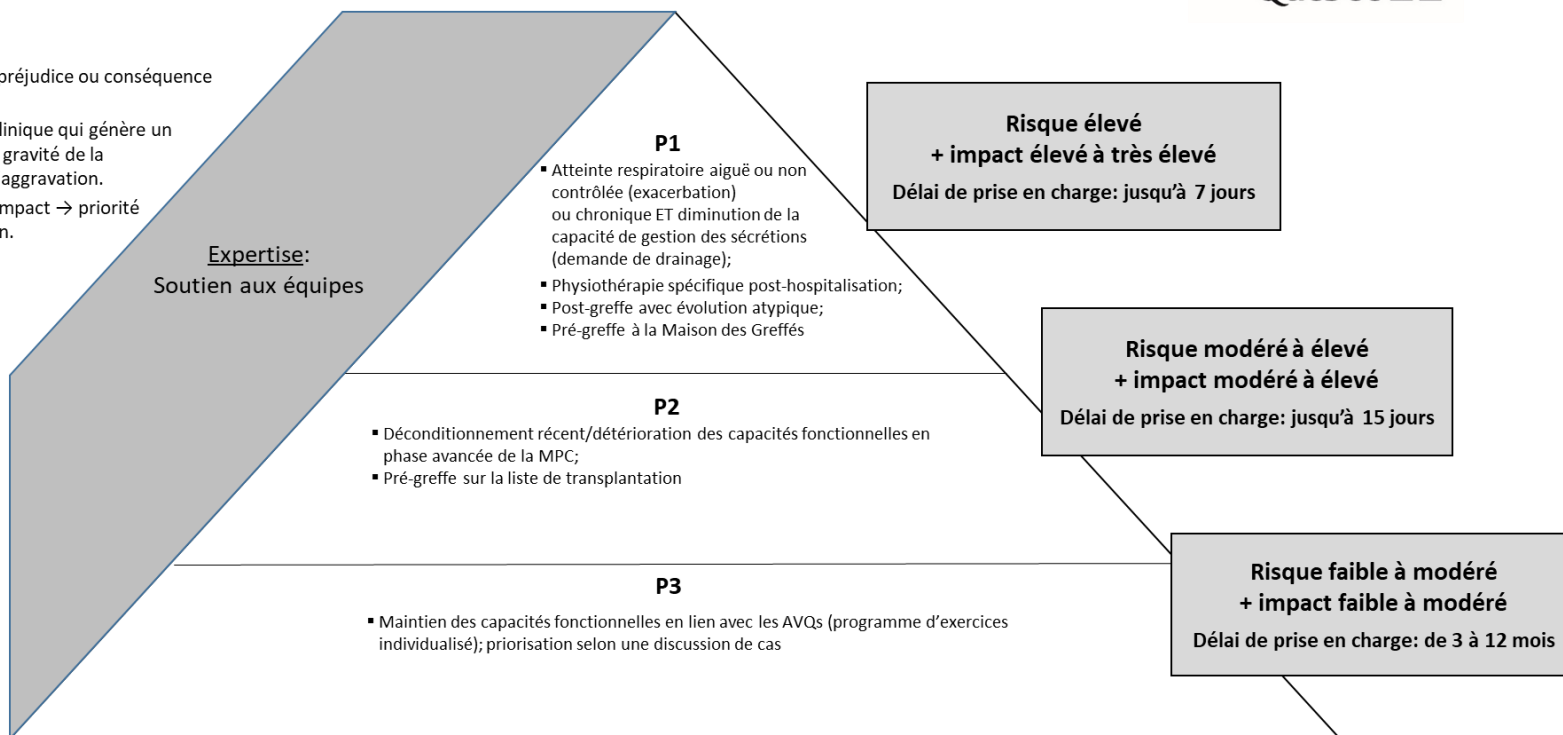 préjudice ou conséquence
linique qui génère un
gravité de la
aggravation.
mpact → priorité
n.
Expertise:
Soutien aux équipes
P1
▪ Atteinte respiratoire aiguë ou non
contrôlée (exacerbation)
ou chronique ET diminution de la
capacité de gestion des sécrétions
(demande de drainage);
▪ Physiothérapie spécifique post-hospitalisation;
▪ Post-greffe avec évolution atypique;
▪ Pré-greffe à la Maison des Greffés
Risque élevé
+ impact élevé à très élevé
Délai de prise en charge: jusqu'à 7 jours
P2
▪ Déconditionnement récent/détérioration des capacités fonctionnelles en
phase avancée de la MPC;
▪ Pré-greffe sur la liste de transplantation
Risque modéré à élevé
+ impact modéré à élevé
Délai de prise en charge: jusqu'à 15 jours
P3
▪ Maintien des capacités fonctionnelles en lien avec les AVQs (programme d'exercices
individualisé); priorisation selon une discussion de cas
Risque faible à modéré
+ impact faible à modéré
Délai de prise en charge: de 3 à 12 mois